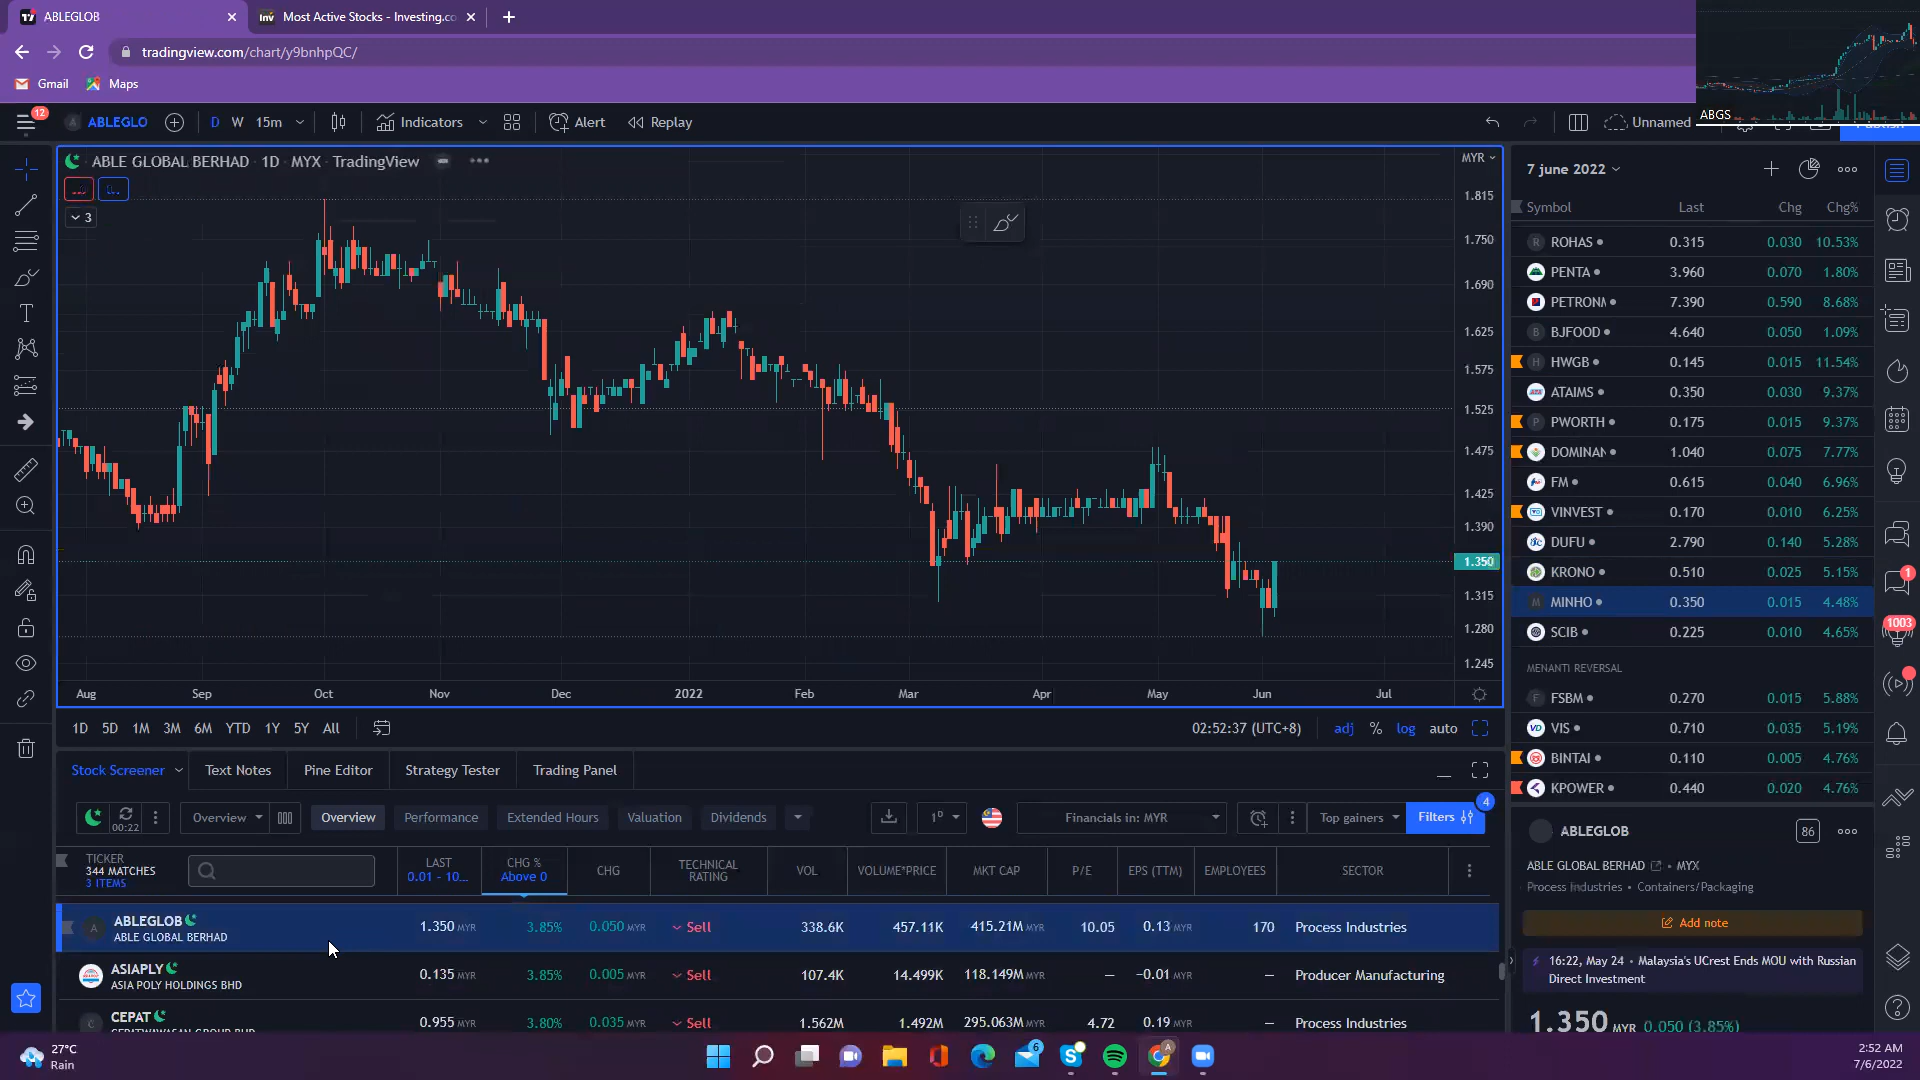 ABLEGLOB
Most Active Stocks - Investing.co
tradingview.com/chart/y9bnhpQC/
Gmail
Maps
ABGS
12
ABLEGLO
D W 15m
Indicators
Alert
Replay
Unnamed
ABLE GLOBAL BERHAD · 1D · MYX · TradingView
3
MYR
1.815
1.750
1.690
1.625
1.575
1.525
1.475
1.425
1.390
1.350
1.315
1.280
1.245
Aug Sep Oct Nov Dec 2022 Feb Mar Apr May Jun Jul
1D 5D 1M 3M 6M YTD 1Y 5Y All
02:52:37 (UTC+8)
adj % log auto
7 june 2022
Symbol Last Chg Chg%
ROHAS 0.315 0.030 10.53%
PENTA 3.960 0.070 1.80%
PETRONM 7.390 0.590 8.68%
BJFOOD 4.640 0.050 1.09%
HWGB 0.145 0.015 11.54%
ATAIMS 0.350 0.030 9.37%
PWORTH 0.175 0.015 9.37%
DOMINAN 1.040 0.075 7.77%
FM 0.615 0.040 6.96%
VINVEST 0.170 0.010 6.25%
DUFU 2.790 0.140 5.28%
KRONO 0.510 0.025 5.15%
MINHO 0.350 0.015 4.48%
SCIB 0.225 0.010 4.65%
MENANTI REVERSAL
FSBM 0.270 0.015 5.88%
VIS 0.710 0.035 5.19%
BINTAI 0.110 0.005 4.76%
KPOWER 0.440 0.020 4.76%
1
1003
Stock Screener
Text Notes
Pine Editor
Strategy Tester
Trading Panel
00:22
Overview
Overview
Performance
Extended Hours
Valuation
Dividends
1D
Financials in: MYR
Top gainers
Filters
4
TICKER
344 MATCHES
3 ITEMS
LAST
0.01 - 10...
CHG %
Above 0
CHG
TECHNICAL
RATING
VOL
VOLUME*PRICE
MKT CAP
P/E
EPS (TTM)
EMPLOYEES
SECTOR
ABLEGLOB
ABLE GLOBAL BERHAD
1.350 MYR 3.85% 0.050 MYR Sell 338.6K 457.11K 415.21M MYR 10.05 0.13 MYR 170 Process Industries
ASIAPLY
ASIA POLY HOLDINGS BHD
0.135 MYR 3.85% 0.005 MYR Sell 107.4K 14.499K 118.149M MYR — −0.01 MYR — Producer Manufacturing
CEPAT
0.955 MYR 3.80% 0.035 MYR Sell 1.562M 1.492M 295.063M MYR 4.72 0.19 MYR — Process Industries
ABLEGLOB
86
ABLE GLOBAL BERHAD • MYX
Process Industries • Containers/Packaging
Add note
16:22, May 24 • Malaysia's UCrest Ends MOU with Russian
Direct Investment
1.350 MYR 0.050 (3.85%)
27°C
Rain
6
2:52 AM
7/6/2022